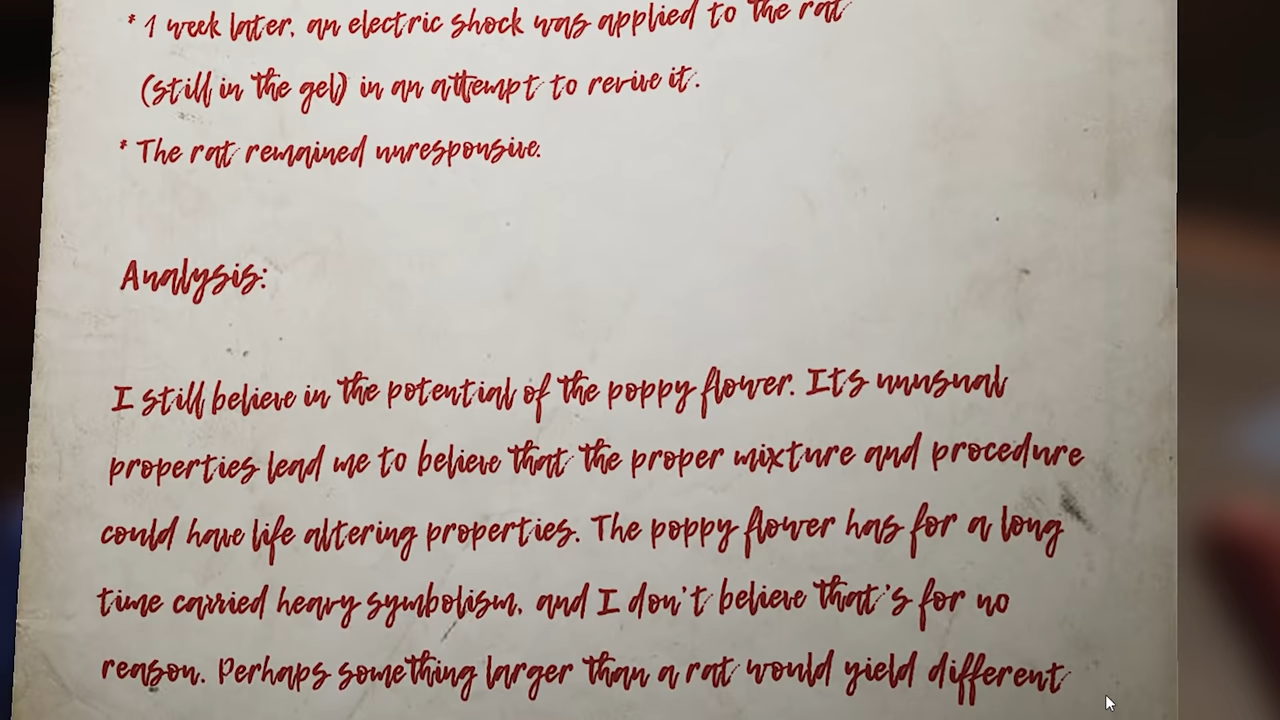 * 1 week later, an electric shock was applied to the rat
(still in the gel) in an attempt to revive it.
* The rat remained unresponsive.
Analysis:
I still believe in the potential of the poppy flower. Its unusual
properties lead me to believe that the proper mixture and procedure
could have life altering properties. The poppy flower has for a long
time carried heavy symbolism, and I don't believe that's for no
reason. Perhaps something larger than a rat would yield different